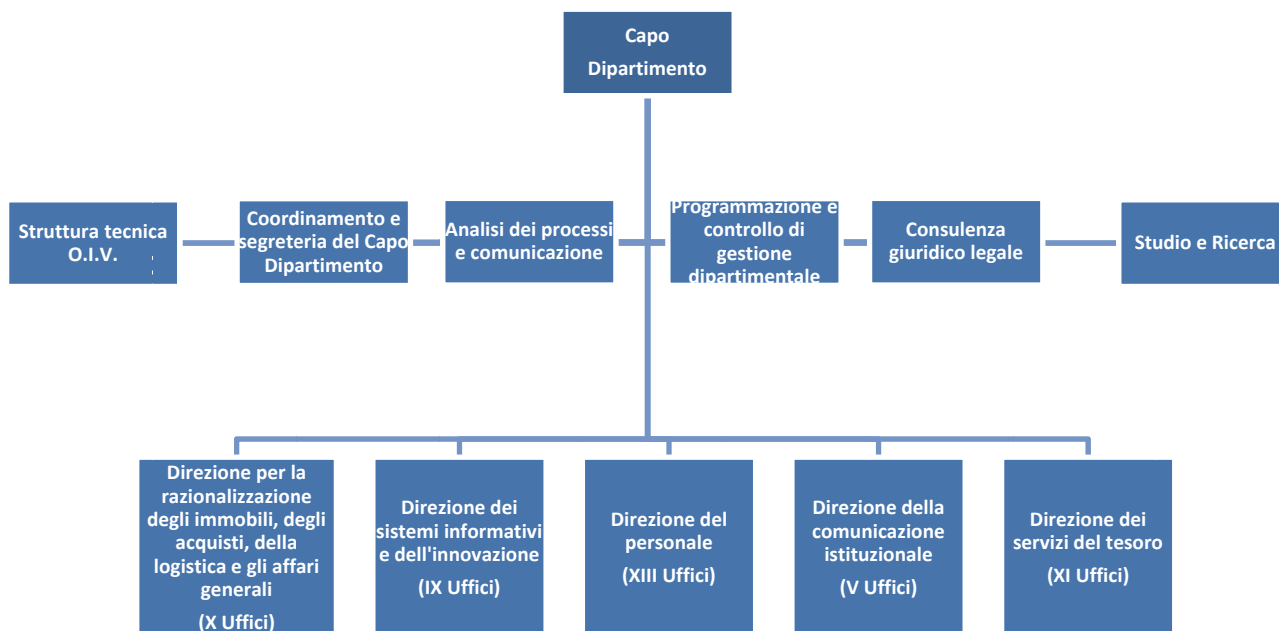 Capo
Dipartimento
Struttura tecnica
O.I.V.
Coordinamento e
segreteria del Capo
Dipartimento
Analisi dei processi
e comunicazione
Programmazione e
controllo di
gestione
dipartimentale
Consulenza
giuridico legale
Studio e Ricerca
Direzione per la
razionalizzazione
degli immobili, degli
acquisti, della
logistica e gli affari
generali
(X Uffici)
Direzione dei
sistemi informativi
e dell'innovazione
(IX Uffici)
Direzione del
personale
(XIII Uffici)
Direzione della
comunicazione
istituzionale
(V Uffici)
Direzione dei
servizi del tesoro
(XI Uffici)